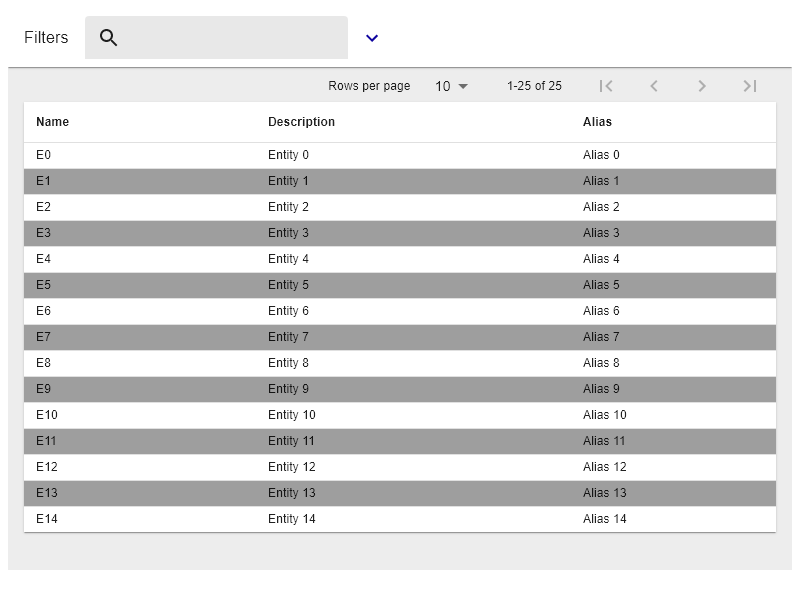 Filters
Rows per page 10 1-25 of 25
Name Description Alias
E0 Entity 0 Alias 0
E1 Entity 1 Alias 1
E2 Entity 2 Alias 2
E3 Entity 3 Alias 3
E4 Entity 4 Alias 4
E5 Entity 5 Alias 5
E6 Entity 6 Alias 6
E7 Entity 7 Alias 7
E8 Entity 8 Alias 8
E9 Entity 9 Alias 9
E10 Entity 10 Alias 10
E11 Entity 11 Alias 11
E12 Entity 12 Alias 12
E13 Entity 13 Alias 13
E14 Entity 14 Alias 14